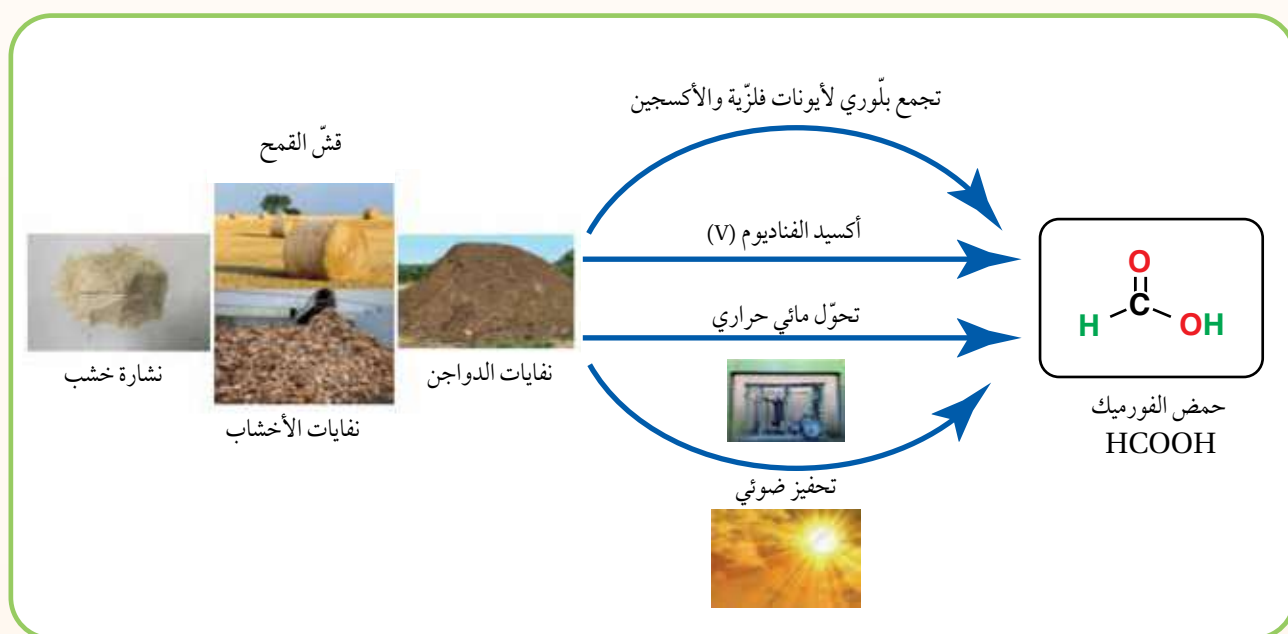 تجمع بلّوري لأيونات فلزّية والأكسجين
قشّ القمح
أكسيد الفناديوم (V)
تحوّل مائي حراري
نشارة خشب
نفايات الأخشاب
نفايات الدواجن
تحفيز ضوئي
O
H C OH
حمض الفورميك
HCOOH